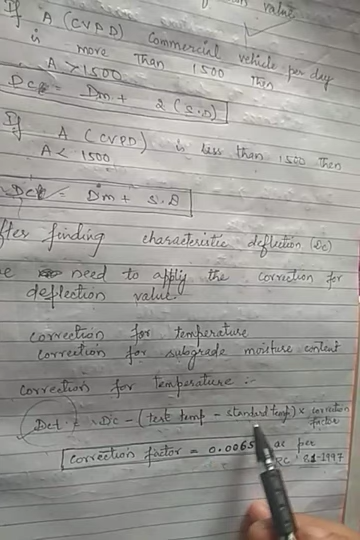 value
If A (CVPD) commercial vehicle per day
is more than 1500 then
A > 1500
Dc = Dm + 2(S.D)
If A (CVPD) is less than 1500 then
A < 1500
Dc = Dm + S.D
After finding characteristic deflection (Dc)
need to apply the correction for
deflection value
correction for temperature
correction for subgrade moisture content
correction for temperature :-
Dct = Dc - (test temp - standard temp) × correction
factor
correction factor = 0.0065 as per
1997